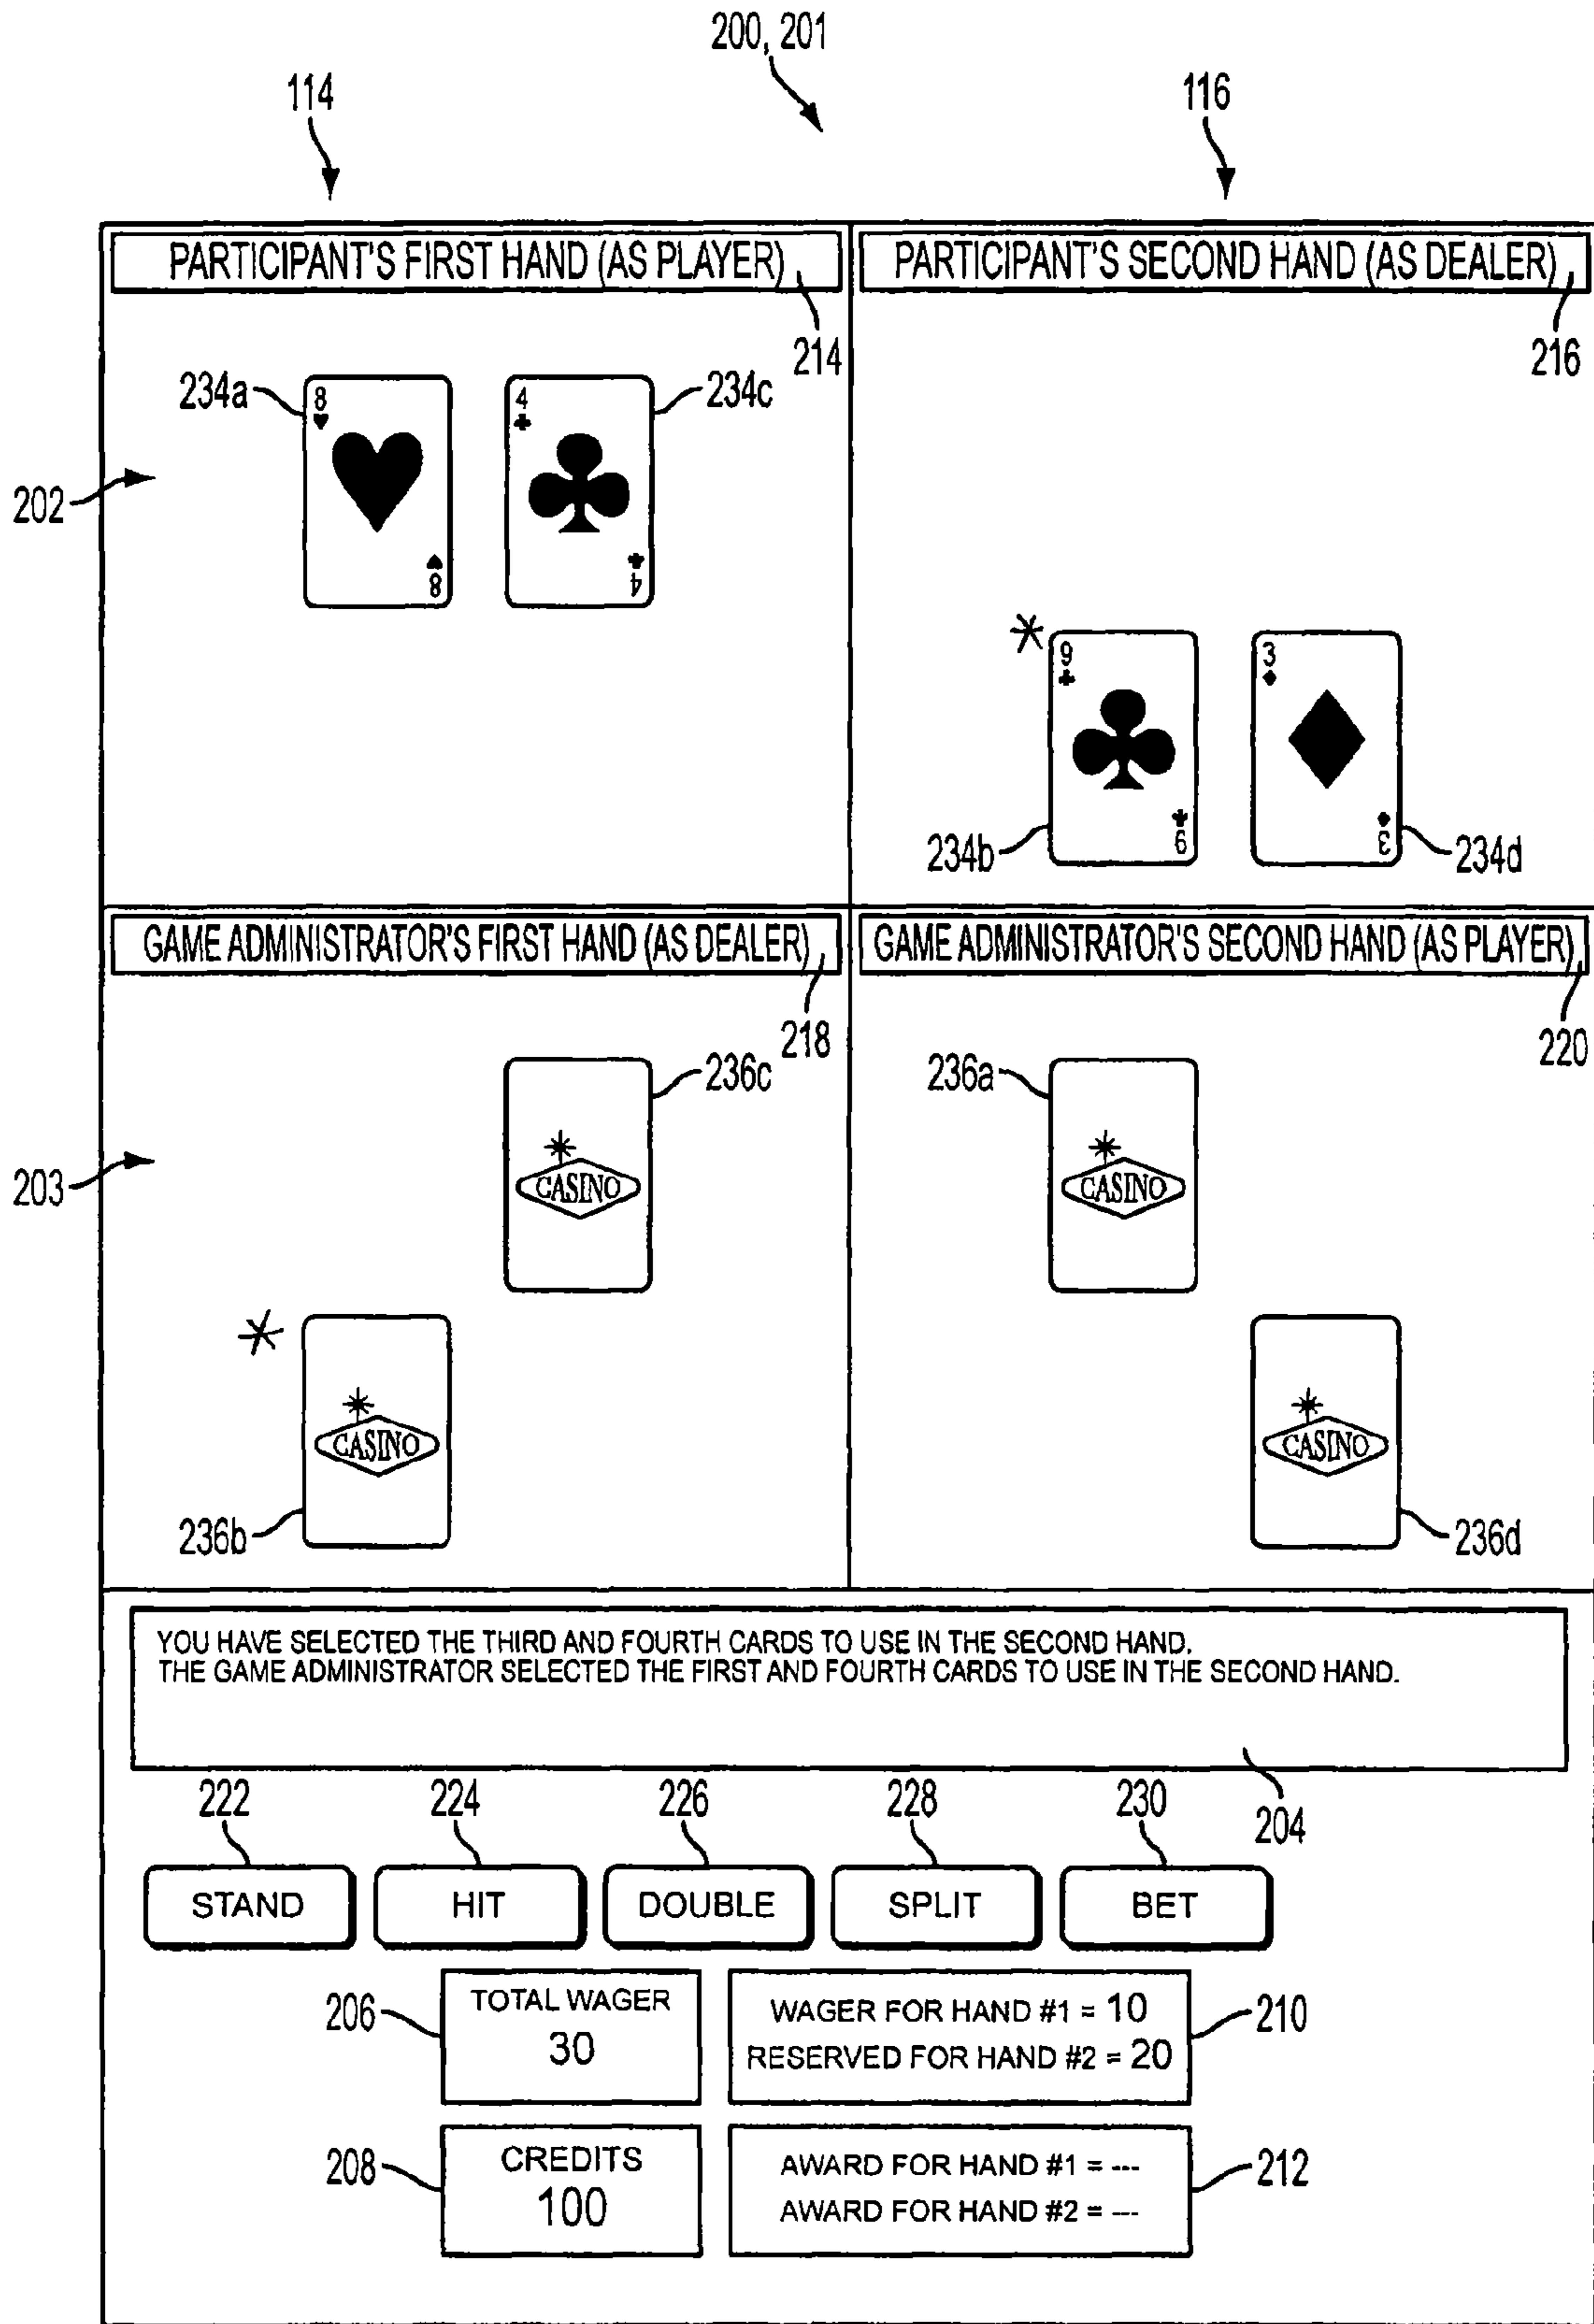 200, 201
114
116
PARTICIPANT'S FIRST HAND (AS PLAYER)
PARTICIPANT'S SECOND HAND (AS DEALER)
214
216
234a
8
8
4
4
234c
202
9
9
3
3
234b
234d
GAME ADMINISTRATOR'S FIRST HAND (AS DEALER)
GAME ADMINISTRATOR'S SECOND HAND (AS PLAYER)
218
220
236c
236a
CASINO
CASINO
203
CASINO
CASINO
236b
236d
YOU HAVE SELECTED THE THIRD AND FOURTH CARDS TO USE IN THE SECOND HAND.
THE GAME ADMINISTRATOR SELECTED THE FIRST AND FOURTH CARDS TO USE IN THE SECOND HAND.
222
224
226
228
230
204
STAND
HIT
DOUBLE
SPLIT
BET
206
TOTAL WAGER
30
WAGER FOR HAND #1 = 10
RESERVED FOR HAND #2 = 20
210
208
CREDITS
100
AWARD FOR HAND #1 = ---
AWARD FOR HAND #2 = ---
212